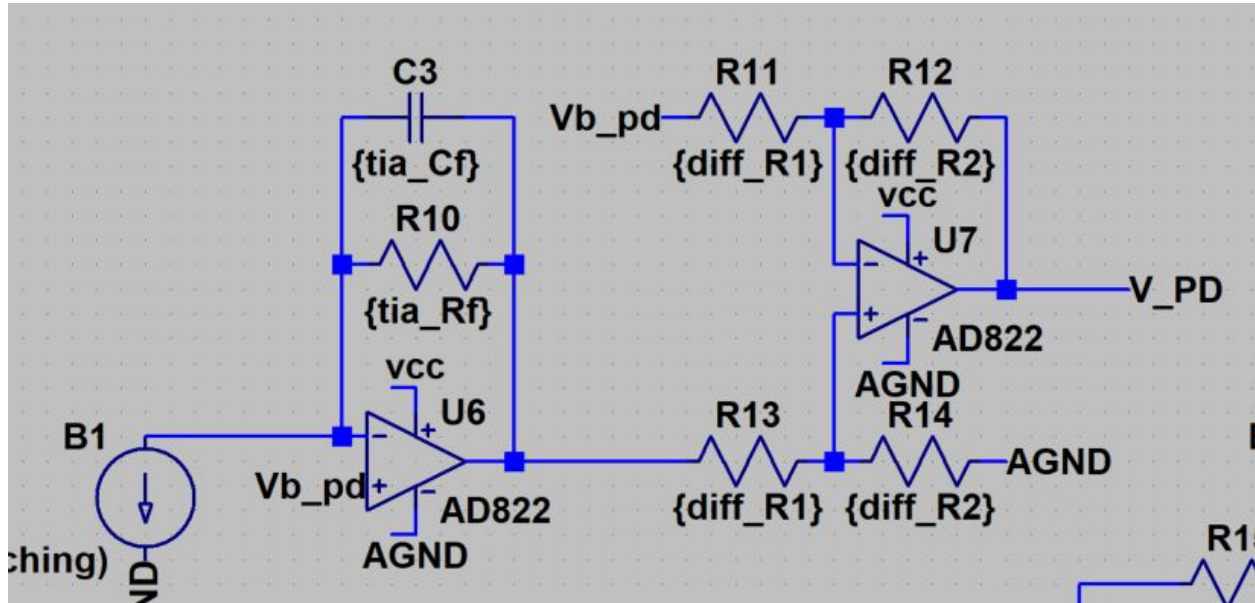 C3
{tia_Cf}
R10
{tia_Rf}
vcc
U6
B1
Vb_pd
AD822
AGND
ching)
ND
Vb_pd
R11
{diff_R1}
R12
{diff_R2}
vcc
U7
V_PD
AD822
AGND
R13
{diff_R1}
R14
{diff_R2}
AGND